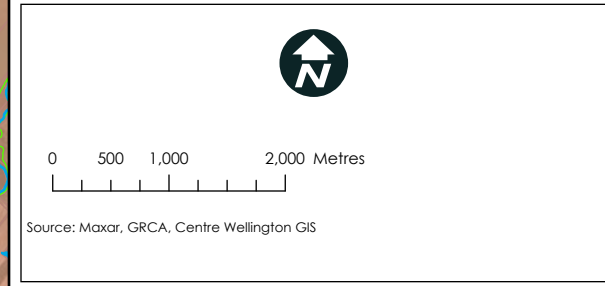 N
0 500 1,000 2,000 Metres
Source: Maxar, GRCA, Centre Wellington GIS